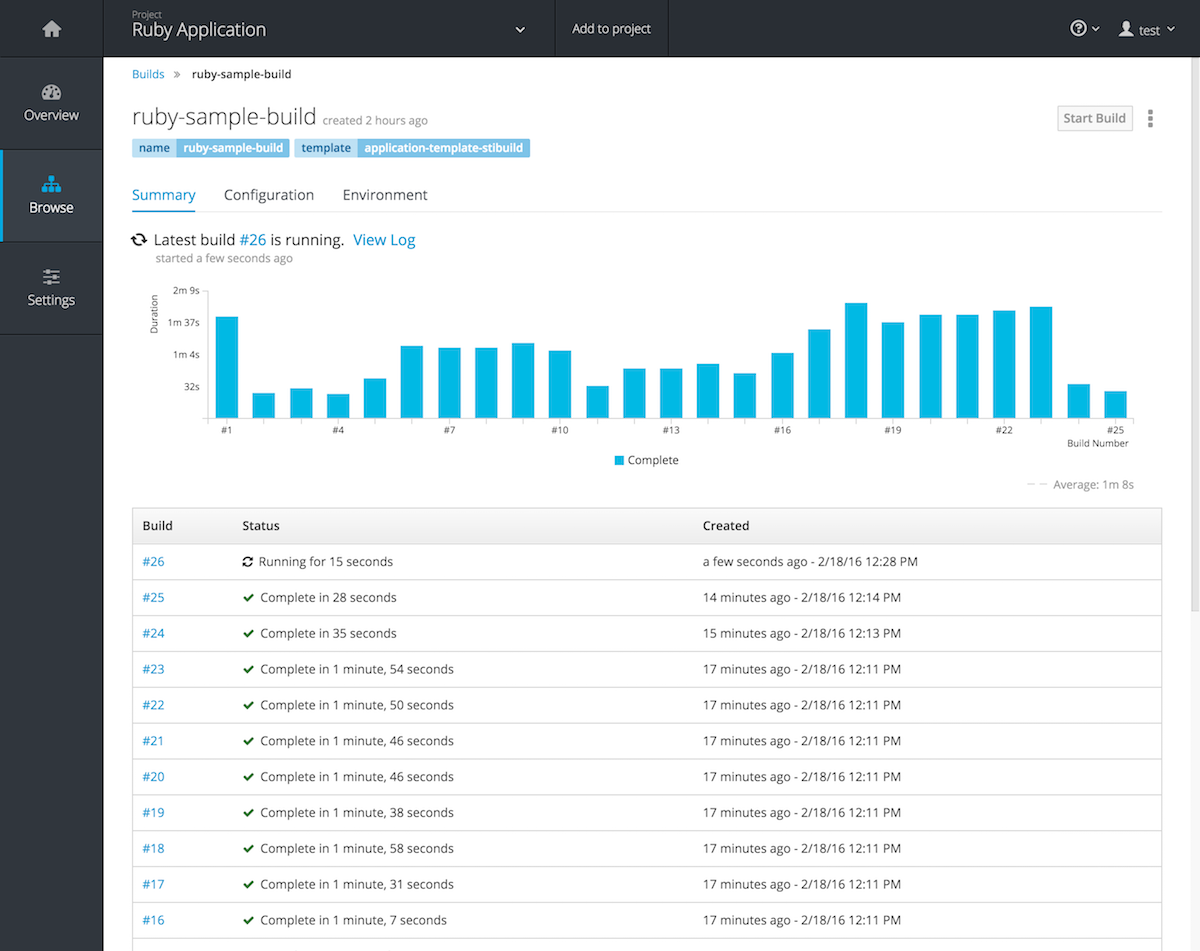 Project
Ruby Application
Add to project
test
Overview
Browse
Settings
Builds » ruby-sample-build
ruby-sample-build created 2 hours ago
Start Build
name ruby-sample-build template application-template-stibuild
Summary Configuration Environment
Latest build #26 is running. View Log
started a few seconds ago
Duration
2m 9s
1m 37s
1m 4s
32s
#1 #4 #7 #10 #13 #16 #19 #22 #25
Build Number
Complete
Average: 1m 8s
Build Status Created
#26 Running for 15 seconds a few seconds ago - 2/18/16 12:28 PM
#25 Complete in 28 seconds 14 minutes ago - 2/18/16 12:14 PM
#24 Complete in 35 seconds 15 minutes ago - 2/18/16 12:13 PM
#23 Complete in 1 minute, 54 seconds 17 minutes ago - 2/18/16 12:11 PM
#22 Complete in 1 minute, 50 seconds 17 minutes ago - 2/18/16 12:11 PM
#21 Complete in 1 minute, 46 seconds 17 minutes ago - 2/18/16 12:11 PM
#20 Complete in 1 minute, 46 seconds 17 minutes ago - 2/18/16 12:11 PM
#19 Complete in 1 minute, 38 seconds 17 minutes ago - 2/18/16 12:11 PM
#18 Complete in 1 minute, 58 seconds 17 minutes ago - 2/18/16 12:11 PM
#17 Complete in 1 minute, 31 seconds 17 minutes ago - 2/18/16 12:11 PM
#16 Complete in 1 minute, 7 seconds 17 minutes ago - 2/18/16 12:11 PM